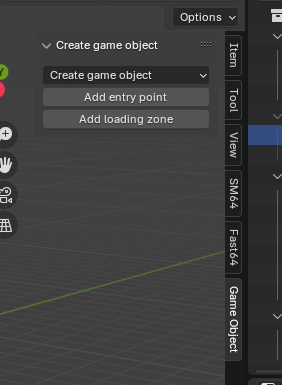 Options
Create game object
Create game object
Add entry point
Add loading zone
Item
Tool
View
SM64
Fast64
Game Object